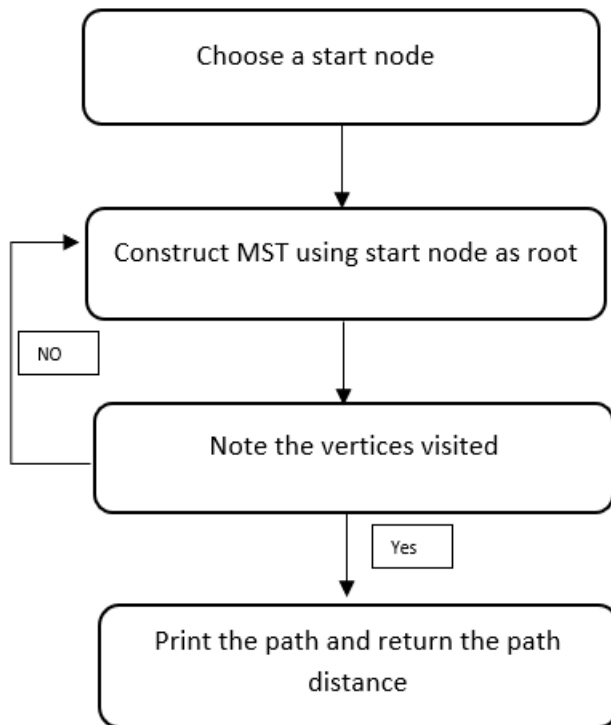 Choose a start node
Construct MST using start node as root
NO
Note the vertices visited
Yes
Print the path and return the path
distance